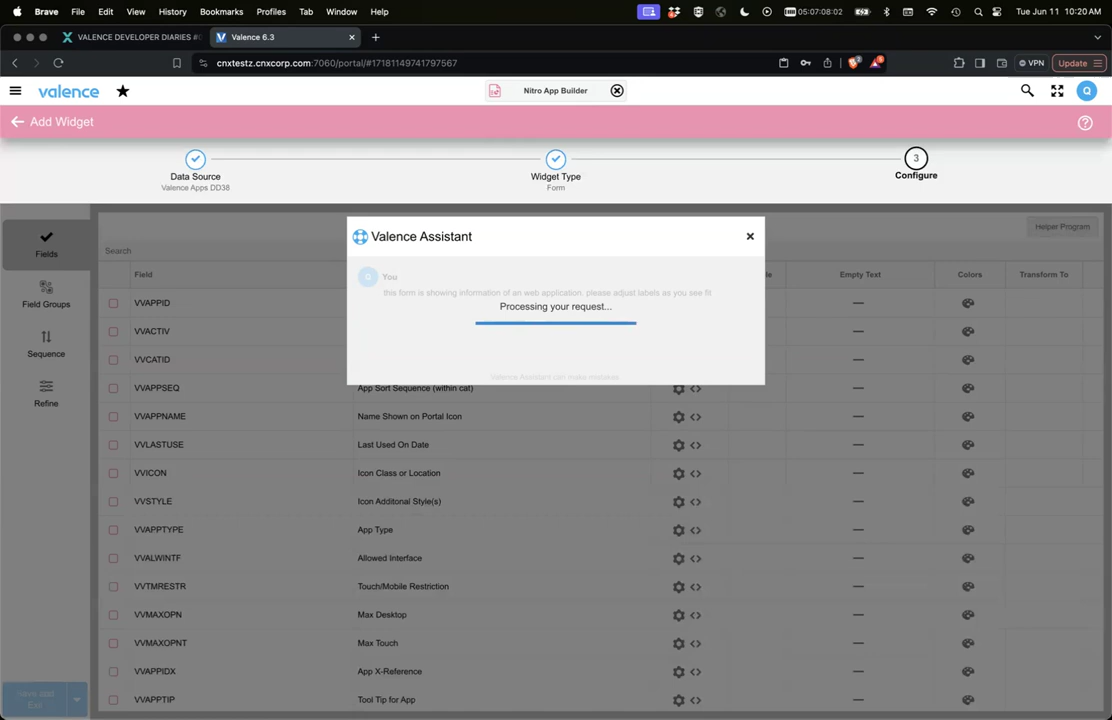 Brave File Edit View History Bookmarks Profiles Tab Window Help 05:07:08:02 Tue Jun 11 10:20 AM
VALENCE DEVELOPER DIARIES #
Valence 6.3
cnxtestz.cnxcorp.com:7060/portal/#17181149741797567
VPN
Update
valence
Nitro App Builder
Q
Add Widget
3
Data Source
Widget Type
Configure
Valence Apps DD38
Form
Helper Program
Fields
Field Groups
Sequence
Refine
Save and
Exit
Valence Assistant
You
this form is showing information of an web application. please adjust labels as you see fit
Processing your request...
Valence Assistant can make mistakes
Search
Field Empty Text Colors Transform To
VVAPPID
VVACTIV
VVCATID
VVAPPSEQ App Sort Sequence (within cat)
VVAPPNAME Name Shown on Portal Icon
VVLASTUSE Last Used On Date
VVICON Icon Class or Location
VVSTYLE Icon Additonal Style(s)
VVAPPTYPE App Type
VVALWINTF Allowed Interface
VVTMRESTR Touch/Mobile Restriction
VVMAXOPN Max Desktop
VVMAXOPNT Max Touch
VVAPPIDX App X-Reference
VVAPPTIP Tool Tip for App